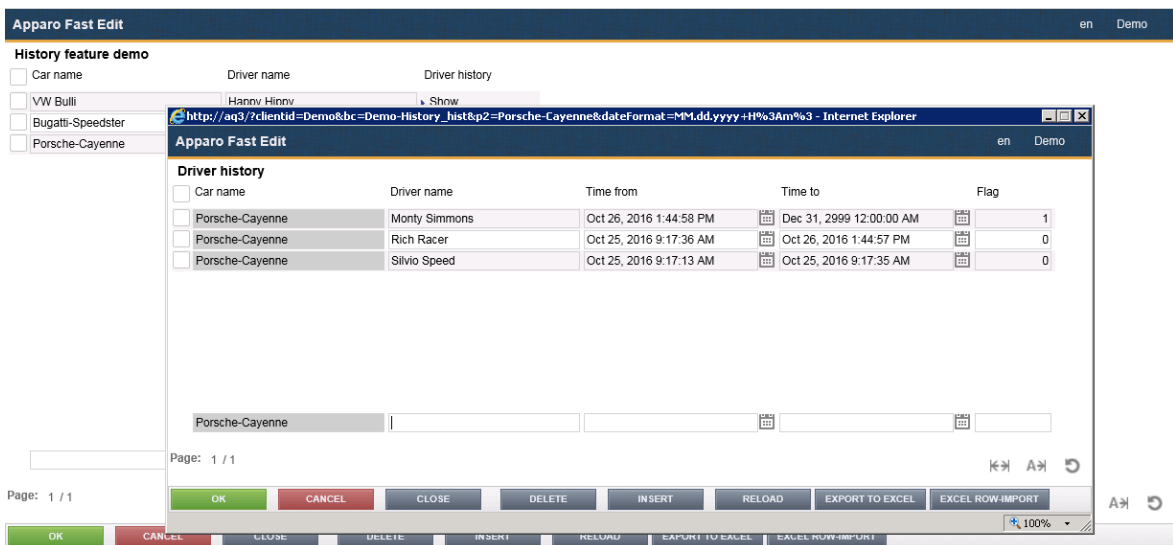 Apparo Fast Edit en Demo
History feature demo
Car name Driver name Driver history
VW Bulli Happy Hippy Show
http://aq3/?clientid=Demo&bc=Demo-History_hist&p2=Porsche-Cayenne&dateFormat=MM.dd.yyyy+H%3Am%3 - Internet Explorer
Bugatti-Speedster
Porsche-Cayenne
Apparo Fast Edit en Demo
Driver history
Car name Driver name Time from Time to Flag
Porsche-Cayenne Monty Simmons Oct 26, 2016 1:44:58 PM Dec 31, 2999 12:00:00 AM 1
Porsche-Cayenne Rich Racer Oct 25, 2016 9:17:36 AM Oct 26, 2016 1:44:57 PM 0
Porsche-Cayenne Silvio Speed Oct 25, 2016 9:17:13 AM Oct 25, 2016 9:17:35 AM 0
Porsche-Cayenne
Page: 1 / 1
OK CANCEL CLOSE DELETE INSERT RELOAD EXPORT TO EXCEL EXCEL ROW-IMPORT
100%
Page: 1 / 1
OK CANCEL CLOSE DELETE INSERT RELOAD EXPORT TO EXCEL EXCEL ROW-IMPORT